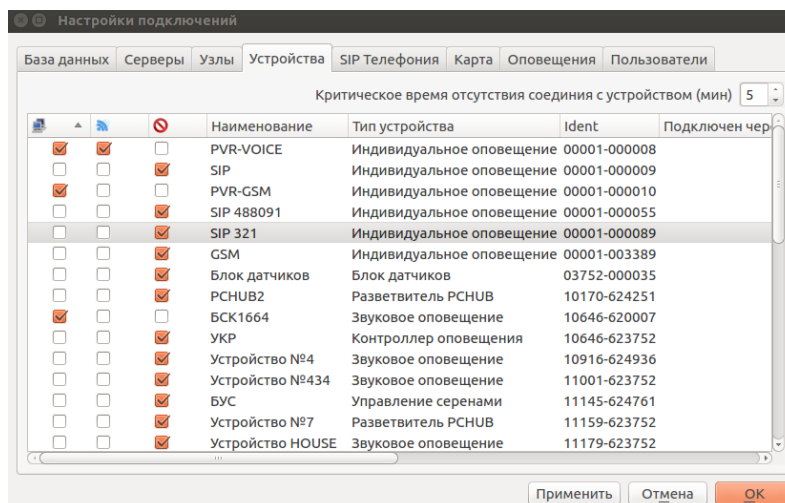 Настройки подключений
База данных Серверы Узлы Устройства SIP Телефония Карта Оповещения Пользователи
Критическое время отсутствия соединия с устройством (мин) 5
Наименование Тип устройства Ident Подключен чер
PVR-VOICE Индивидуальное оповещение 00001-000008
SIP Индивидуальное оповещение 00001-000009
PVR-GSM Индивидуальное оповещение 00001-000010
SIP 488091 Индивидуальное оповещение 00001-000055
SIP 321 Индивидуальное оповещение 00001-000089
GSM Индивидуальное оповещение 00001-003389
Блок датчиков Блок датчиков 03752-000035
PCHUB2 Разветвитель PCHUB 10170-624251
БСК1664 Звуковое оповещение 10646-620007
УКР Контроллер оповещения 10646-623752
Устройство №4 Звуковое оповещение 10916-624936
Устройство №434 Звуковое оповещение 11001-623752
БУС Управление серенами 11145-624761
Устройство №7 Разветвитель PCHUB 11159-623752
Устройство HOUSE Звуковое оповещение 11179-623752
Применить Отмена ОК